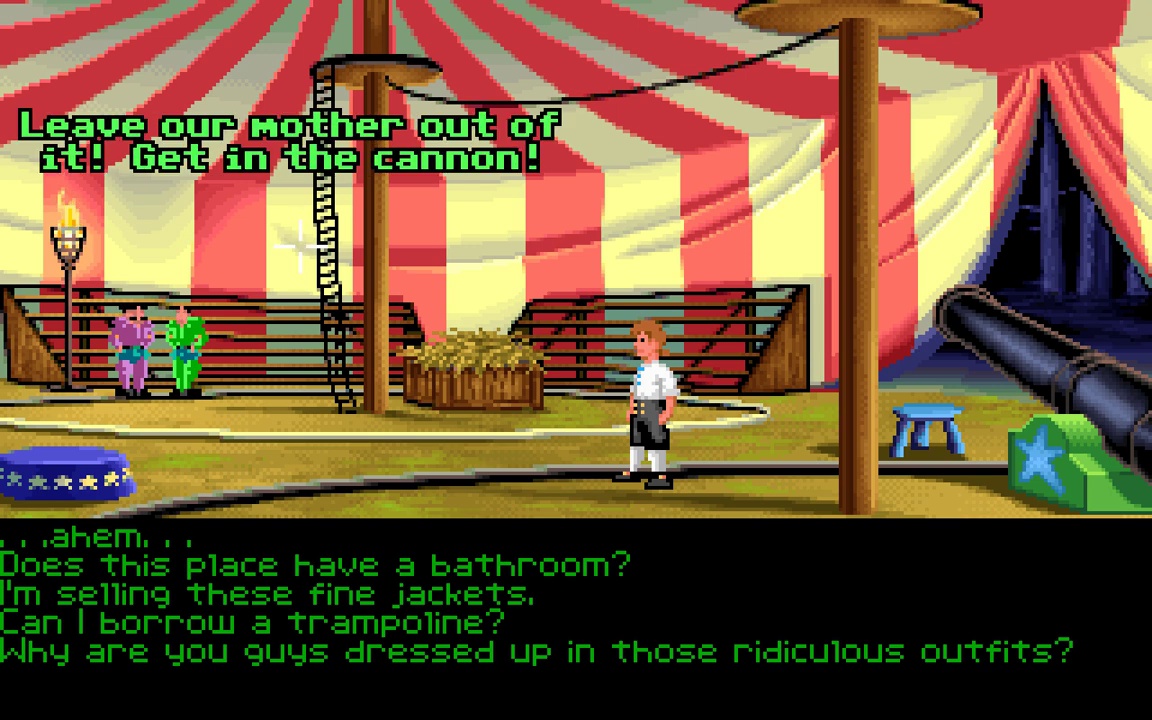 Leave our mother out of
it! Get in the cannon!
. . .ahem. . .
Does this place have a bathroom?
I'm selling these fine jackets.
Can I borrow a trampoline?
Why are you guys dressed up in those ridiculous outfits?